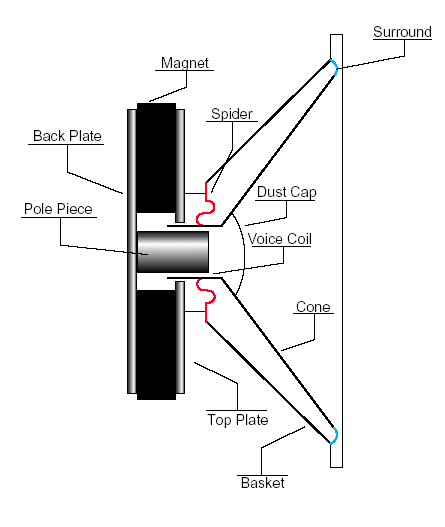 Surround
Magnet
Spider
Back Plate
Dust Cap
Pole Piece
Voice Coil
Cone
Top Plate
Basket